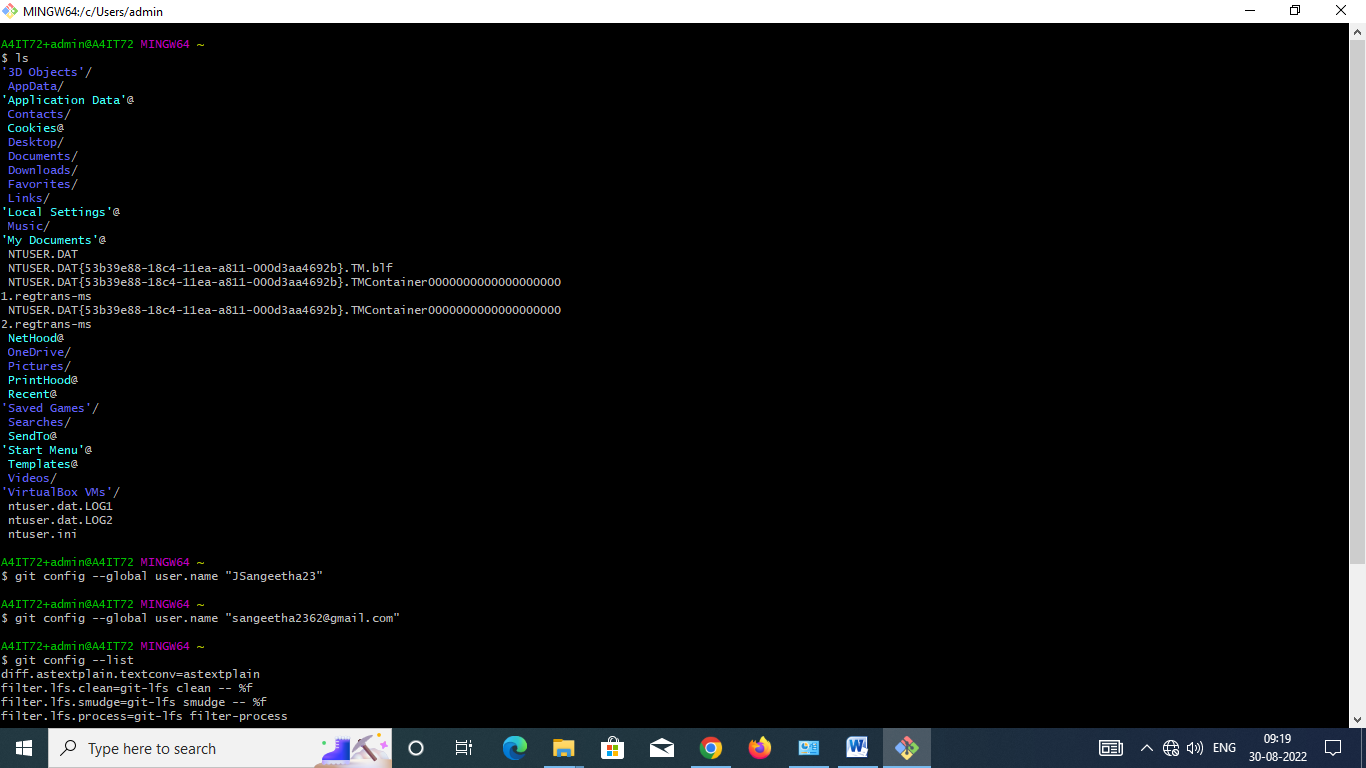 MINGW64:/c/Users/admin
A4IT72+admin@A4IT72 MINGW64 ~
$ ls
'3D Objects'/
AppData/
'Application Data'@
Contacts/
Cookies@
Desktop/
Documents/
Downloads/
Favorites/
Links/
'Local Settings'@
Music/
'My Documents'@
NTUSER.DAT
NTUSER.DAT{53b39e88-18c4-11ea-a811-000d3aa4692b}.TM.blf
NTUSER.DAT{53b39e88-18c4-11ea-a811-000d3aa4692b}.TMContainer0000000000000000000
1.regtrans-ms
NTUSER.DAT{53b39e88-18c4-11ea-a811-000d3aa4692b}.TMContainer0000000000000000000
2.regtrans-ms
NetHood@
OneDrive/
Pictures/
PrintHood@
Recent@
'Saved Games'/
Searches/
SendTo@
'Start Menu'@
Templates@
Videos/
'VirtualBox VMs'/
ntuser.dat.LOG1
ntuser.dat.LOG2
ntuser.ini
A4IT72+admin@A4IT72 MINGW64 ~
$ git config --global user.name "JSangeetha23"
A4IT72+admin@A4IT72 MINGW64 ~
$ git config --global user.name "sangeetha2362@gmail.com"
A4IT72+admin@A4IT72 MINGW64 ~
$ git config --list
diff.astextplain.textconv=astextplain
filter.lfs.clean=git-lfs clean -- %f
filter.lfs.smudge=git-lfs smudge -- %f
filter.lfs.process=git-lfs filter-process
Type here to search
ENG
09:19
30-08-2022